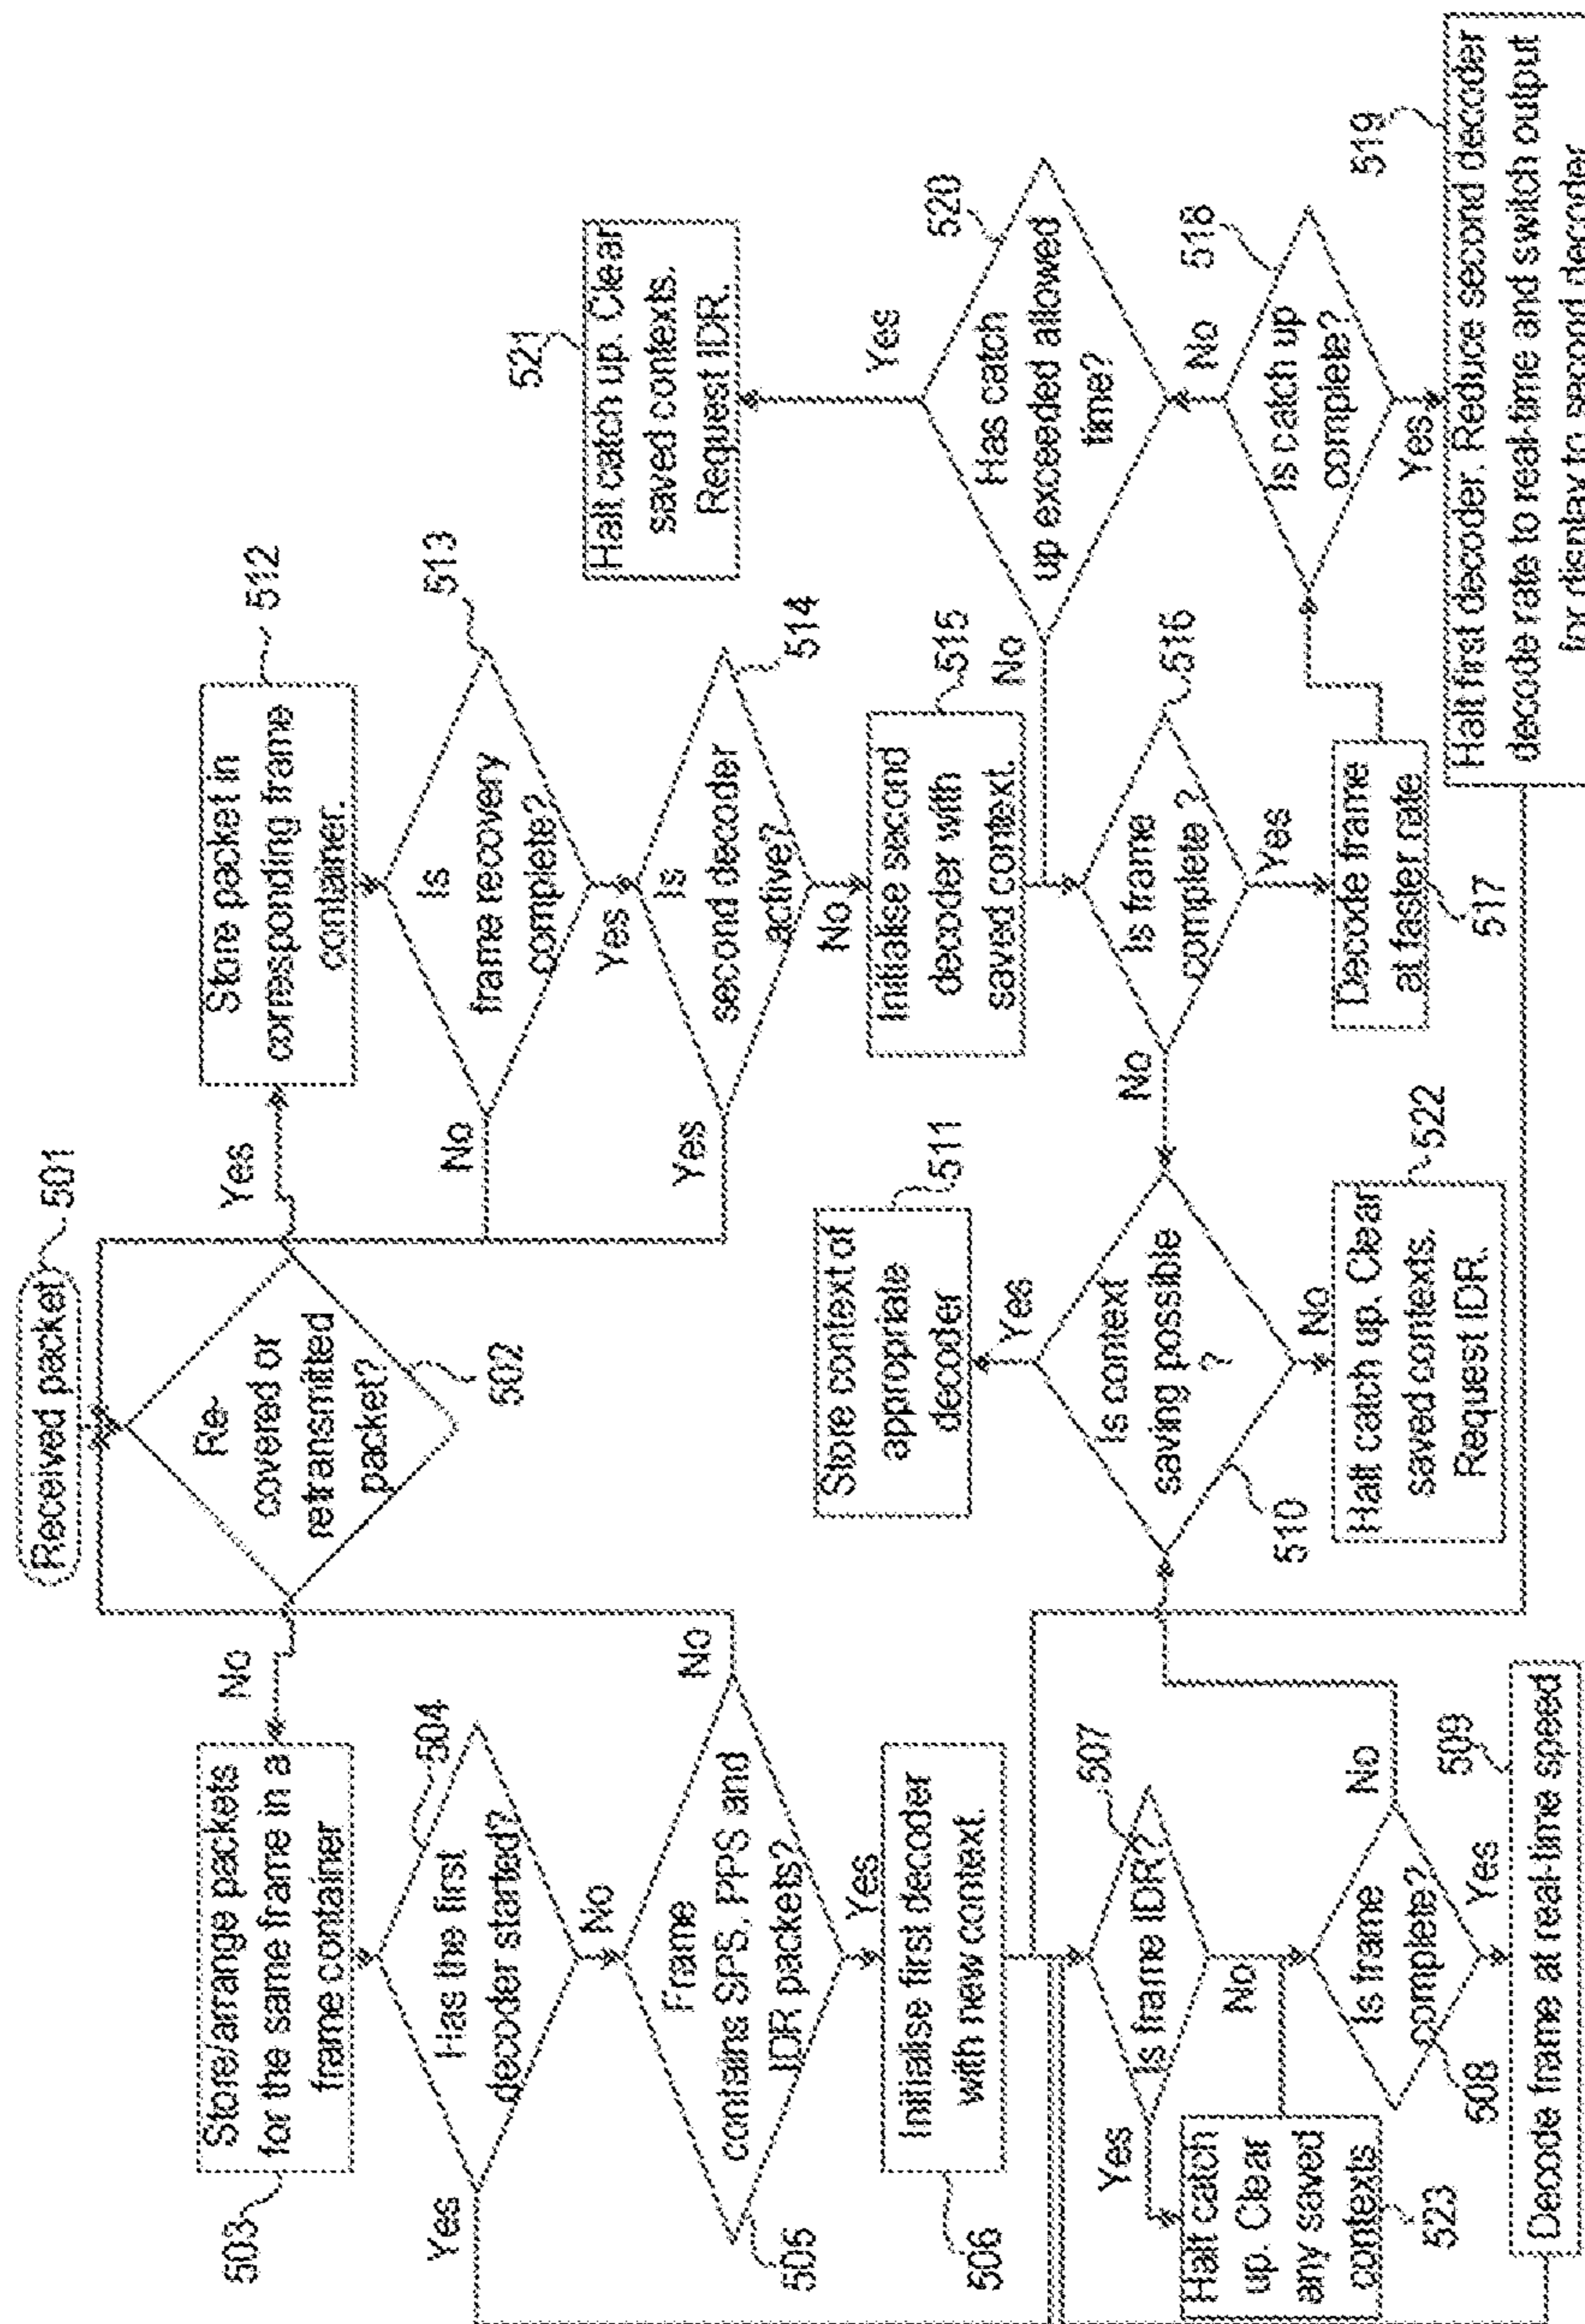 Received packet
501
Re-
covered or
retransmitted
packet?
502
No
Yes
Store/arrange packets
for the same frame in a
frame container
503
Has the first
decoder started?
504
Yes
No
Frame
contains SPS, PPS and
IDR packets?
505
No
Yes
Initialise first decoder
with new context.
506
Is frame IDR?
507
Yes
No
Halt catch
up. Clear
any saved
contexts
523
Is frame
complete?
508
No
Yes
Decode frame at real-time speed
509
Store context of
appropriate
decoder
511
Yes
Is context
saving possible
?
510
No
Halt catch up. Clear
saved contexts.
Request IDR.
522
Store packet in
corresponding frame
container.
512
Is
frame recovery
complete?
513
No
Yes
Is
second decoder
active?
514
Yes
No
Initialise second
decoder with
saved context.
515
Is frame
complete ?
516
No
Yes
Decode frame
at faster rate
517
Halt catch up. Clear
saved contexts.
Request IDR.
521
Yes
Has catch
up exceeded allowed
time?
520
No
No
Is catch up
complete?
518
Yes
Halt first decoder. Reduce second decoder
decode rate to real-time and switch output
for display to second decoder
519